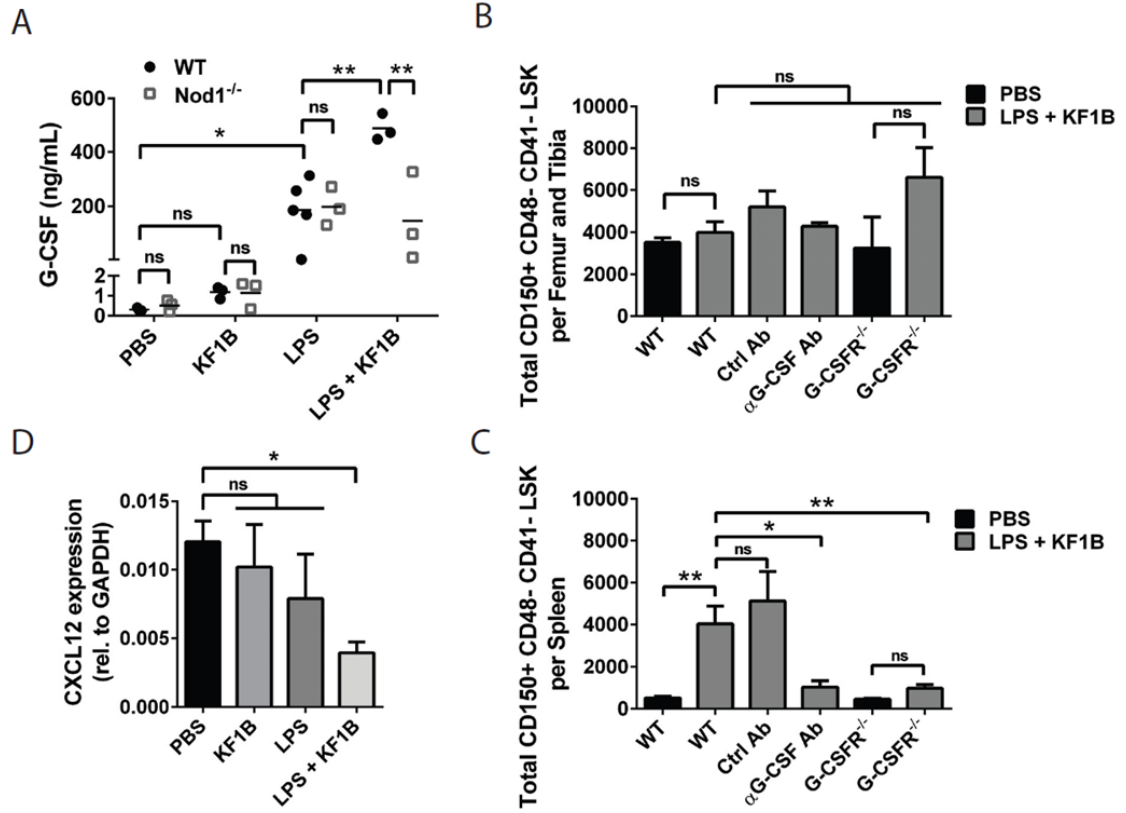 A
● WT
□ Nod1-/-
G-CSF (ng/mL)
600
400
200
2
1
0
ns
ns
ns
*
ns
**
**
PBS
KF1B
LPS
LPS + KF1B
B
Total CD150+ CD48- CD41- LSK
per Femur and Tibia
10000
8000
6000
4000
2000
0
ns
ns
ns
PBS
LPS + KF1B
WT
WT
Ctrl Ab
αG-CSF Ab
G-CSFR-/-
G-CSFR-/-
D
CXCL12 expression
(rel. to GAPDH)
0.015
0.010
0.005
0.000
*
ns
PBS
KF1B
LPS
LPS + KF1B
C
Total CD150+ CD48- CD41- LSK
per Spleen
10000
8000
6000
4000
2000
0
**
*
ns
**
ns
PBS
LPS + KF1B
WT
WT
Ctrl Ab
αG-CSF Ab
G-CSFR-/-
G-CSFR-/-